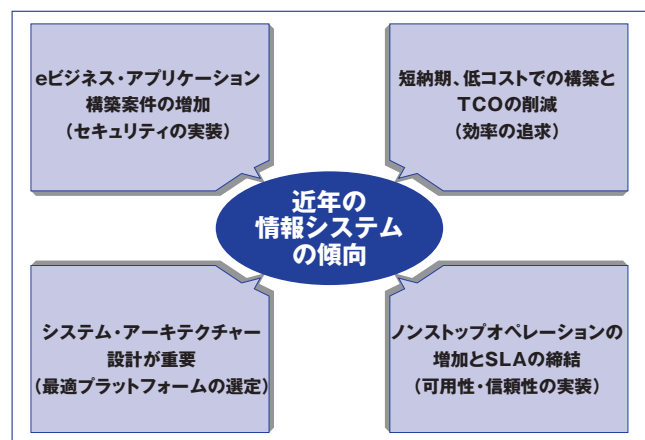 eビジネス・アプリケーション
構築案件の増加
（セキュリティの実装）
短納期、低コストでの構築と
TCOの削減
（効率の追求）
近年の
情報システム
の傾向
システム・アーキテクチャー
設計が重要
（最適プラットフォームの選定）
ノンストップオペレーションの
増加とSLAの締結
（可用性・信頼性の実装）